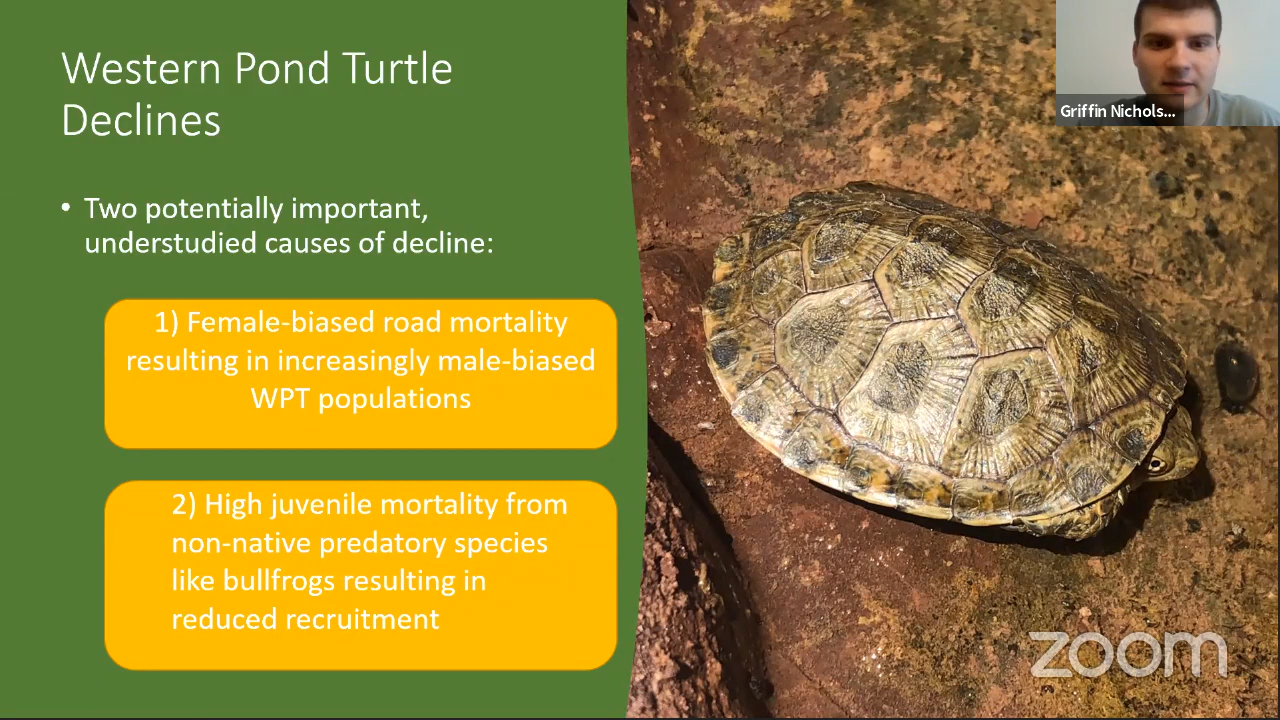 Western Pond Turtle
Declines
Griffin Nichols...
• Two potentially important,
understudied causes of decline:
1) Female-biased road mortality
resulting in increasingly male-biased
WPT populations
2) High juvenile mortality from
non-native predatory species
like bullfrogs resulting in
reduced recruitment
zoom